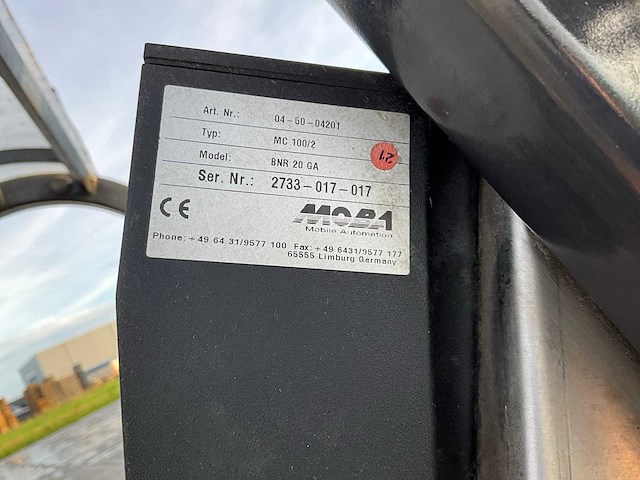 Art. Nr.: 04-50-04201
Typ: MC 100/2
Model: BNR 20 GA
21
Ser. Nr.: 2733-017-017
CE
MOBA
Mobile Automation
Phone: +49 64 31/9577 100 Fax: +49 6431/9577 177
65555 Limburg Germany